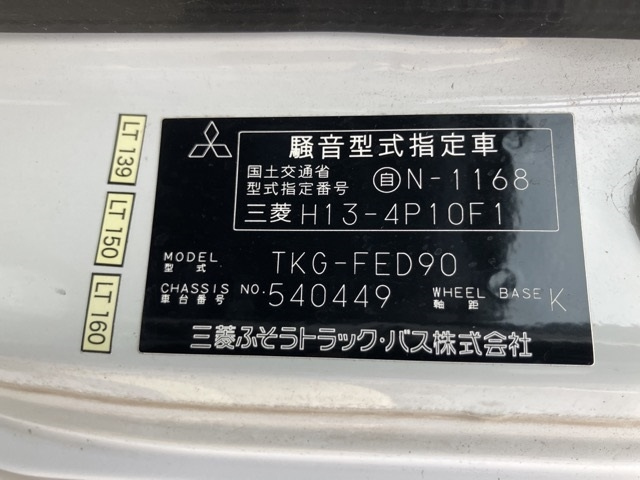 騒音型式指定車
国土交通省
型式指定番号 自N-1168
三菱 H13-4P10F1
MODEL TKG-FED90
型式
CHASSIS NO. 540449 WHEEL BASE K
車台番号 軸距
三菱ふそうトラック・バス株式会社
LT 139
LT 150
LT 160